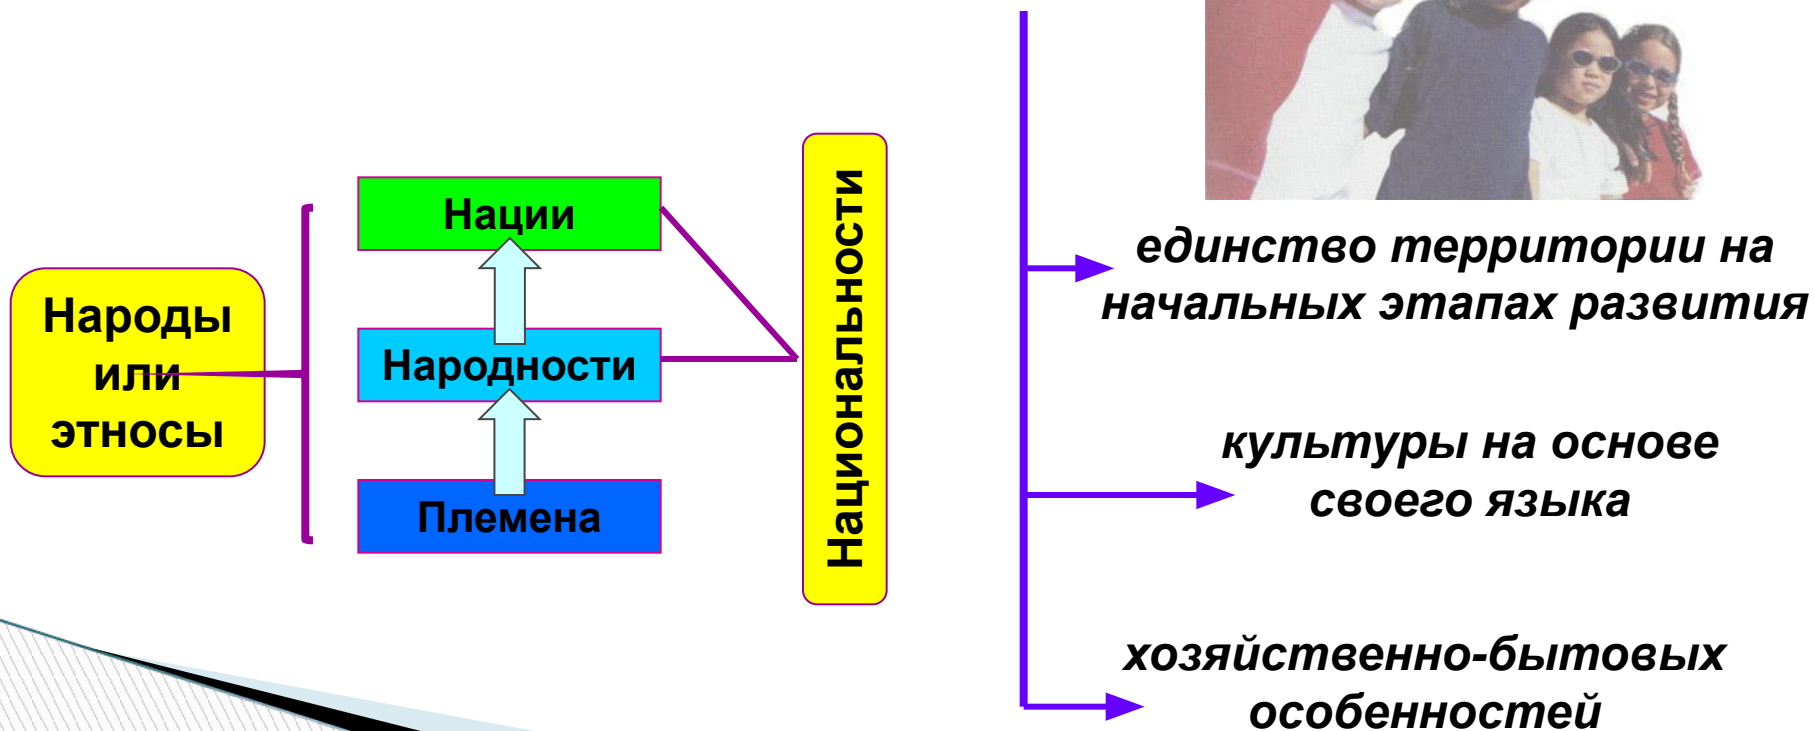 Народы
или
этносы
Нации
Народности
Племена
Национальности
единство территории на
начальных этапах развития
культуры на основе
своего языка
хозяйственно-бытовых
особенностей